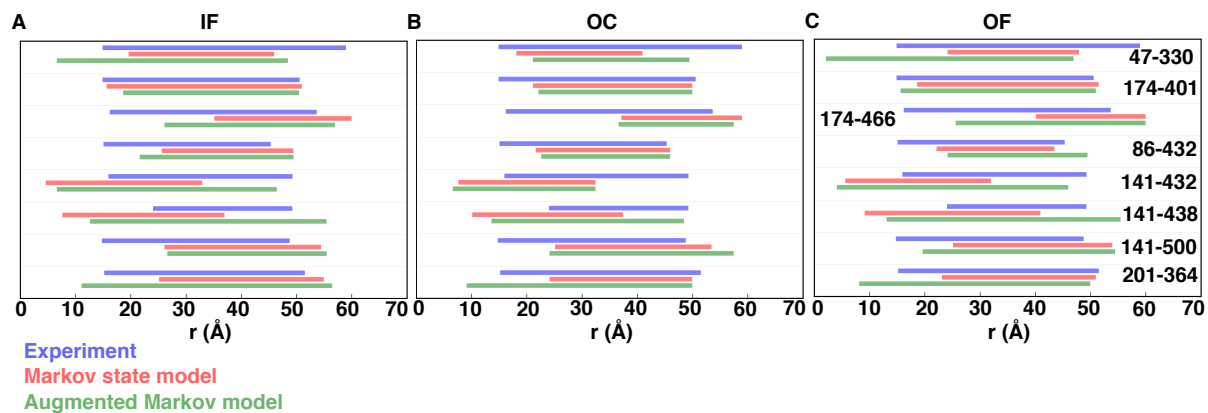 A IF B OC C OF
47-330
174-401
174-466
86-432
141-432
141-438
141-500
201-364
0 10 20 30 40 50 60 70 0 10 20 30 40 50 60 70 0 10 20 30 40 50 60 70
r (Å) r (Å) r (Å)
Experiment
Markov state model
Augmented Markov model